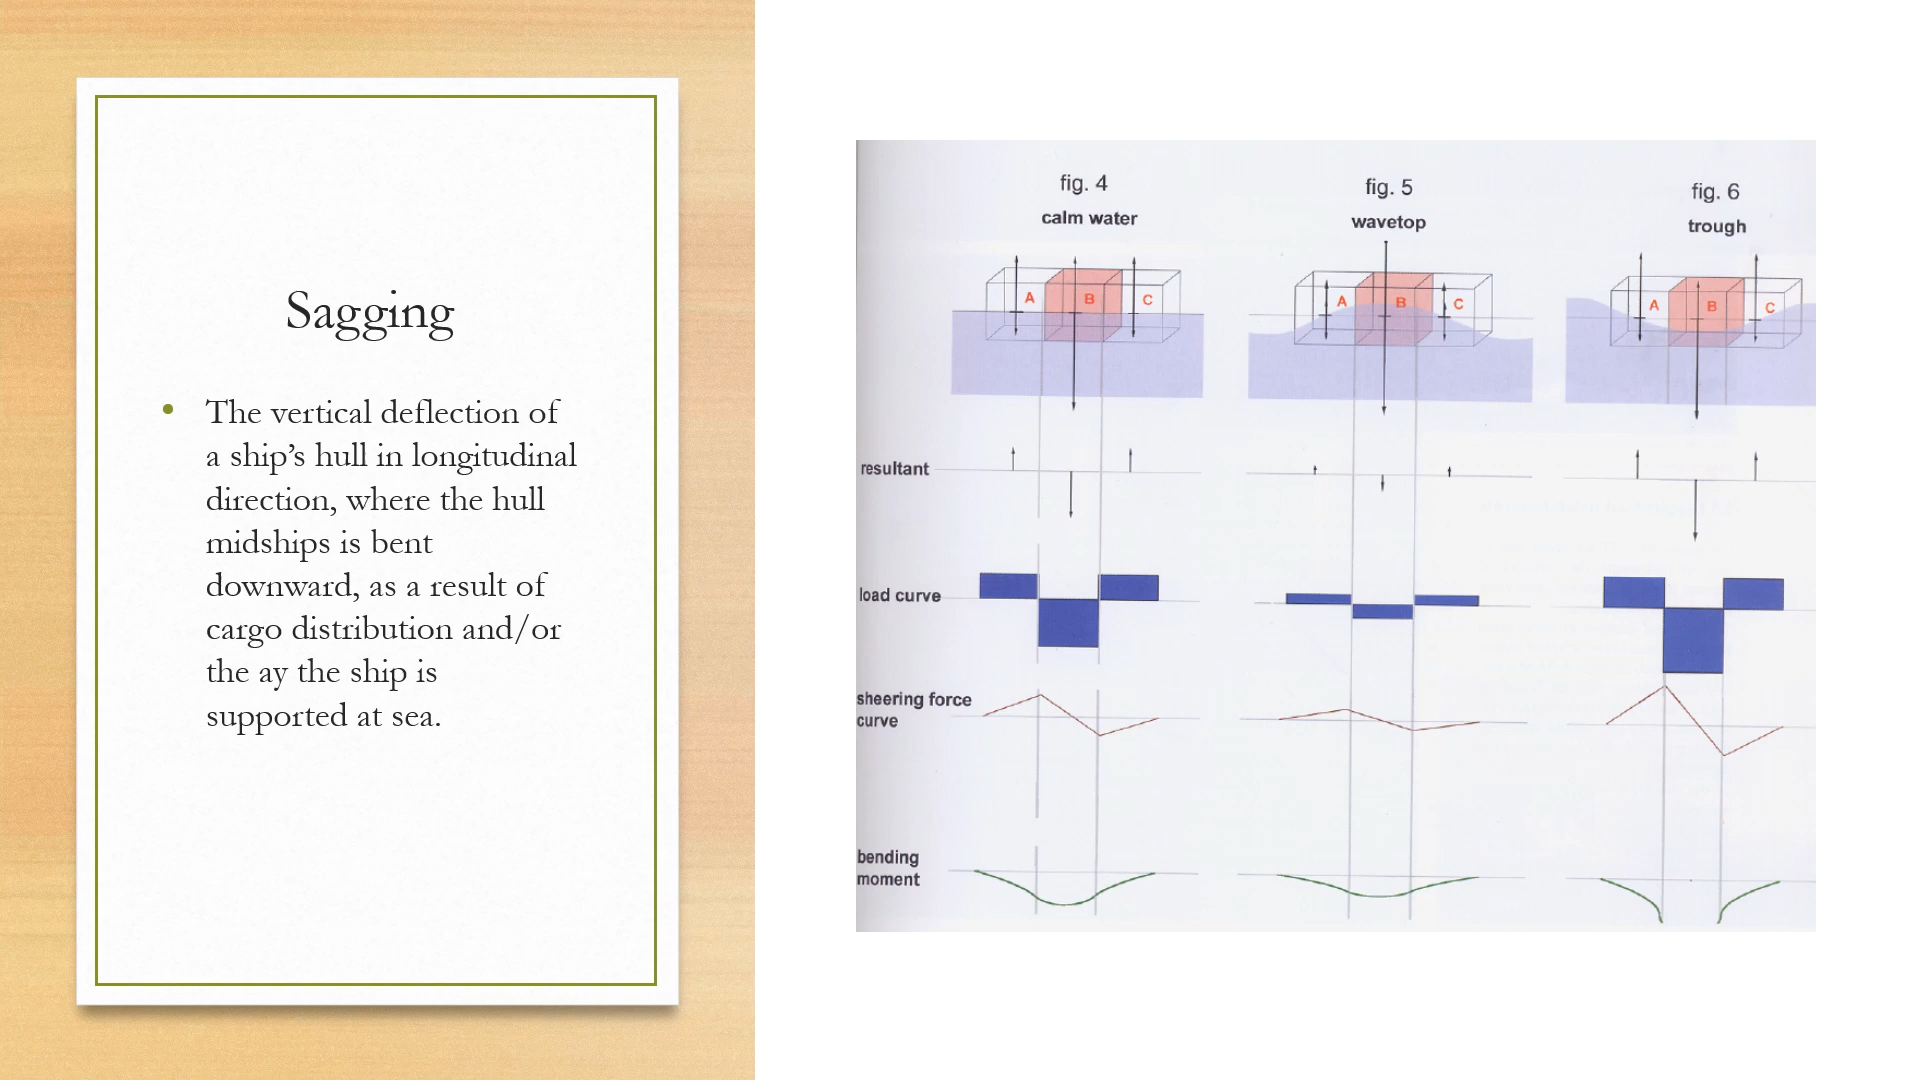 Sagging
• The vertical deflection of
a ship’s hull in longitudinal
direction, where the hull
midships is bent
downward, as a result of
cargo distribution and/or
the ay the ship is
supported at sea.
fig. 4
calm water
fig. 5
wavetop
fig. 6
trough
A B C
A B C
A B C
resultant
load curve
sheering force
curve
bending
moment